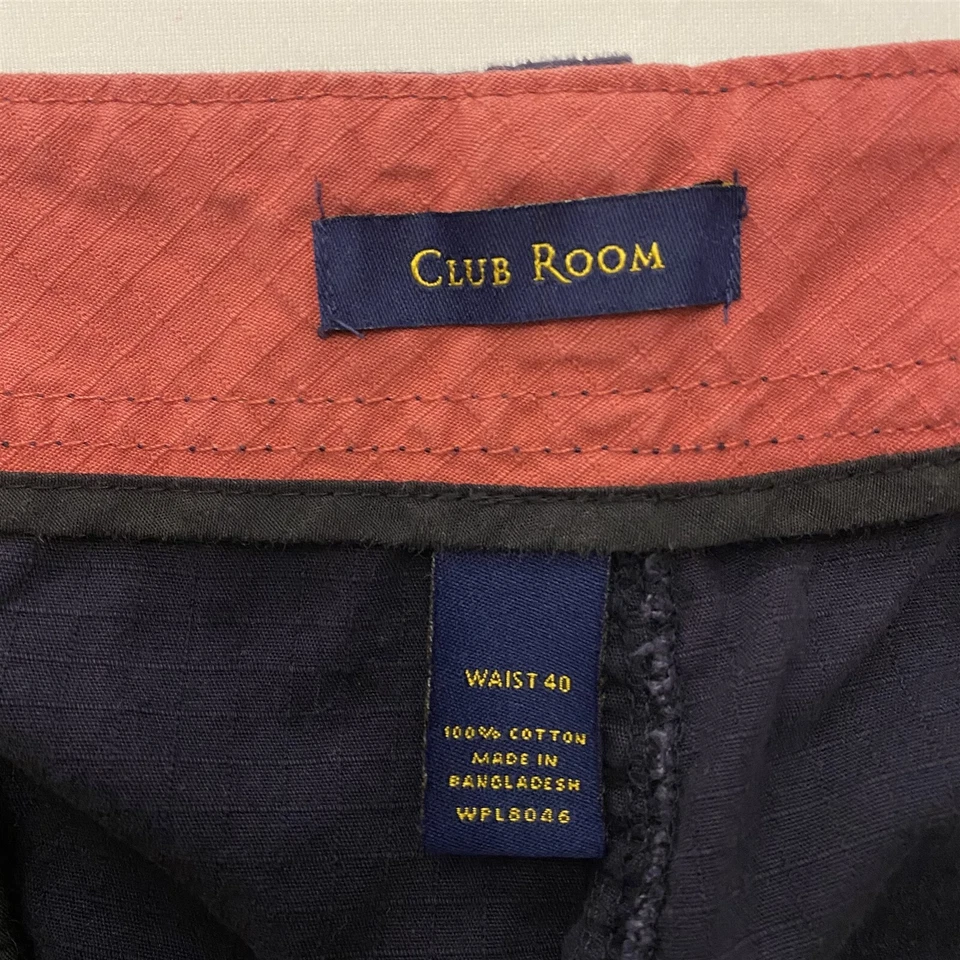 CLUB ROOM
WAIST 40
100% COTTON
MADE IN
BANGLADESH
WPL8046